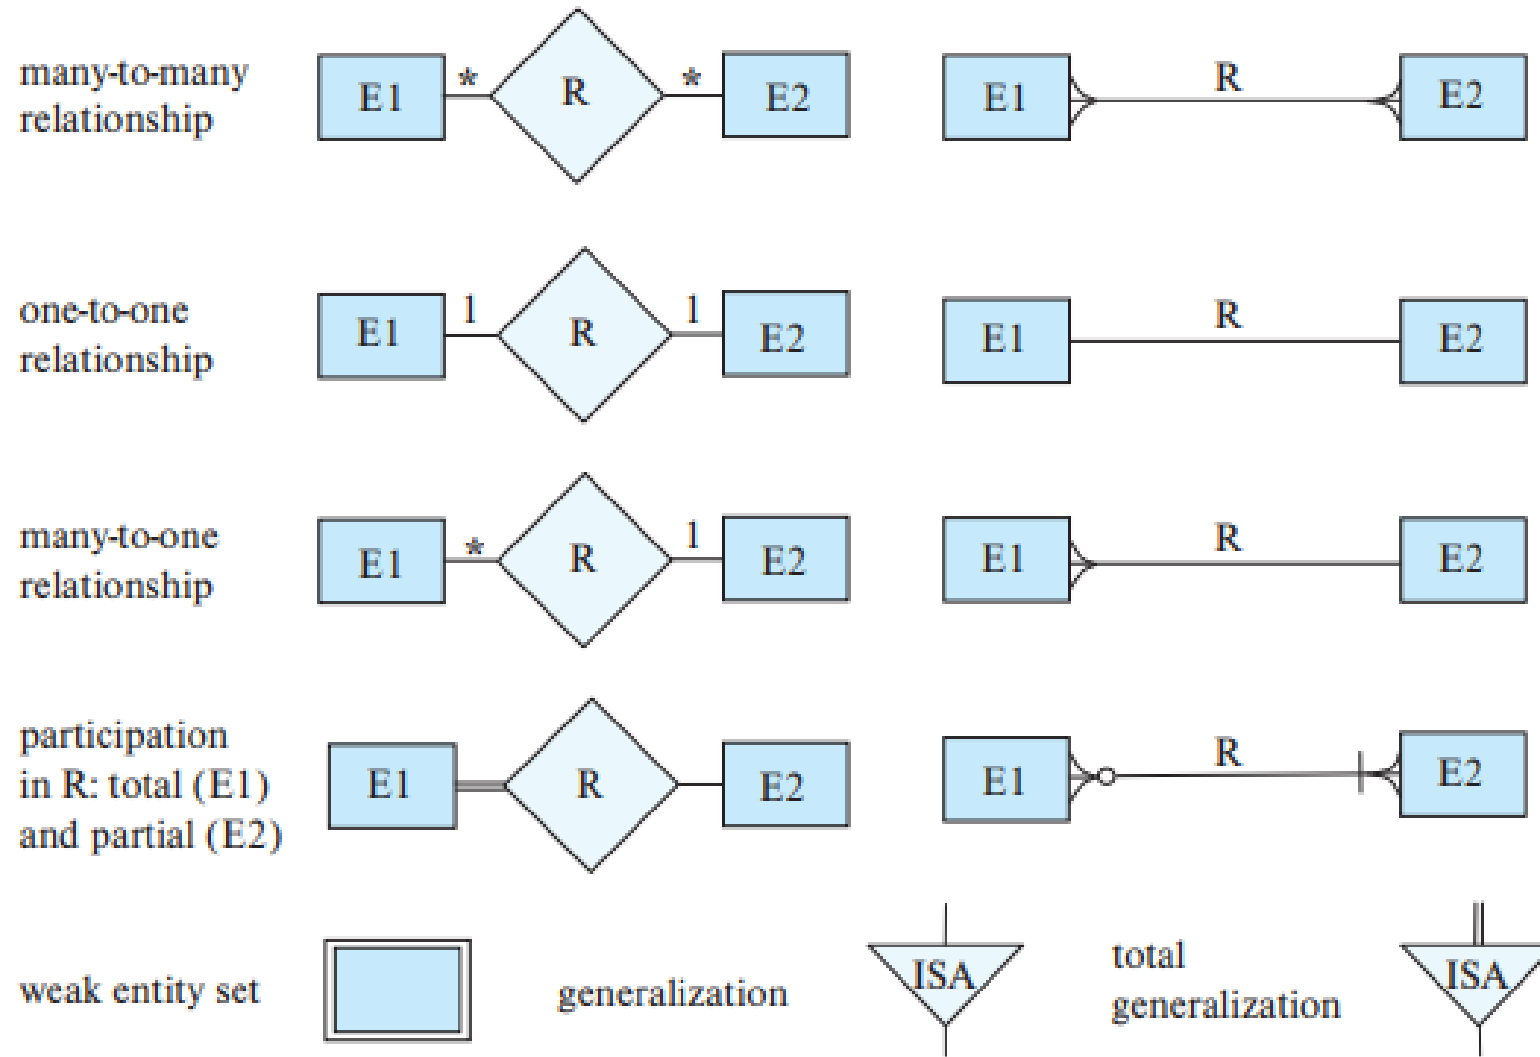 many-to-many
relationship
E1 * R * E2
E1 R E2
one-to-one
relationship
E1 1 R 1 E2
E1 R E2
many-to-one
relationship
E1 * R 1 E2
E1 R E2
participation
in R: total (E1)
and partial (E2)
E1 R E2
E1 R E2
weak entity set
generalization
ISA
total
generalization
ISA